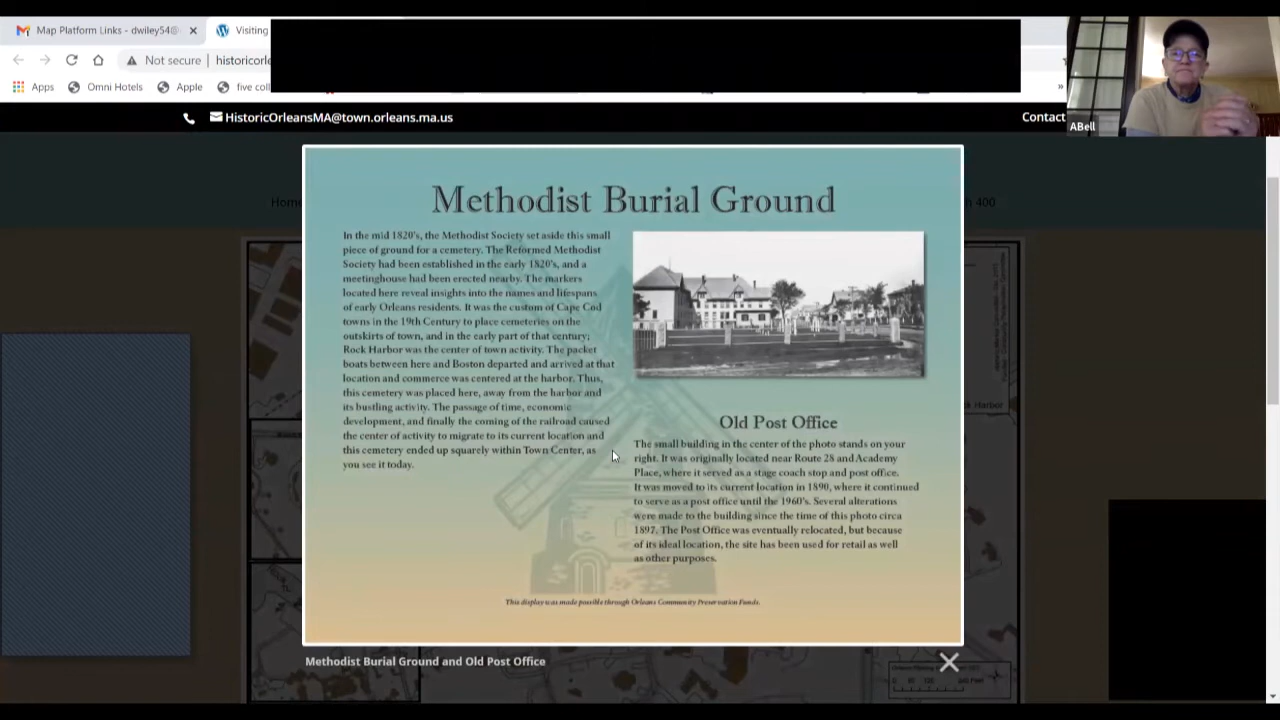 Map Platform Links - dwiley54@
Visiting
Not secure
historicorle
Apps
Omni Hotels
Apple
five coll
»
ABell
HistoricOrleansMA@town.orleans.ma.us
Contact
Home
h 400
Methodist Burial Ground
In the mid 1820's, the Methodist Society set aside this small
piece of ground for a cemetery. The Reformed Methodist
Society had been established in the early 1820's, and a
meetinghouse had been erected nearby. The markers
located here reveal insights into the names and lifespans
of early Orleans residents. It was the custom of Cape Cod
towns in the 19th Century to place cemeteries on the
outskirts of town, and in the early part of that century;
Rock Harbor was the center of town activity. The packet
boats between here and Boston departed and arrived at that
location and commerce was centered at the harbor. Thus,
this cemetery was placed here, away from the harbor and
its bustling activity. The passage of time, economic
development, and finally the coming of the railroad caused
the center of activity to migrate to its current location and
this cemetery ended up squarely within Town Center, as
you see it today.
Old Post Office
The small building in the center of the photo stands on your
right. It was originally located near Route 28 and Academy
Place, where it served as a stage coach stop and post office.
It was moved to its current location in 1890, where it continued
to serve as a post office until the 1960's. Several alterations
were made to the building since the time of this photo circa
1897. The Post Office was eventually relocated, but because
of its ideal location, the site has been used for retail as well
as other purposes.
This display was made possible through Orleans Community Preservation Funds.
Methodist Burial Ground and Old Post Office
Harbor